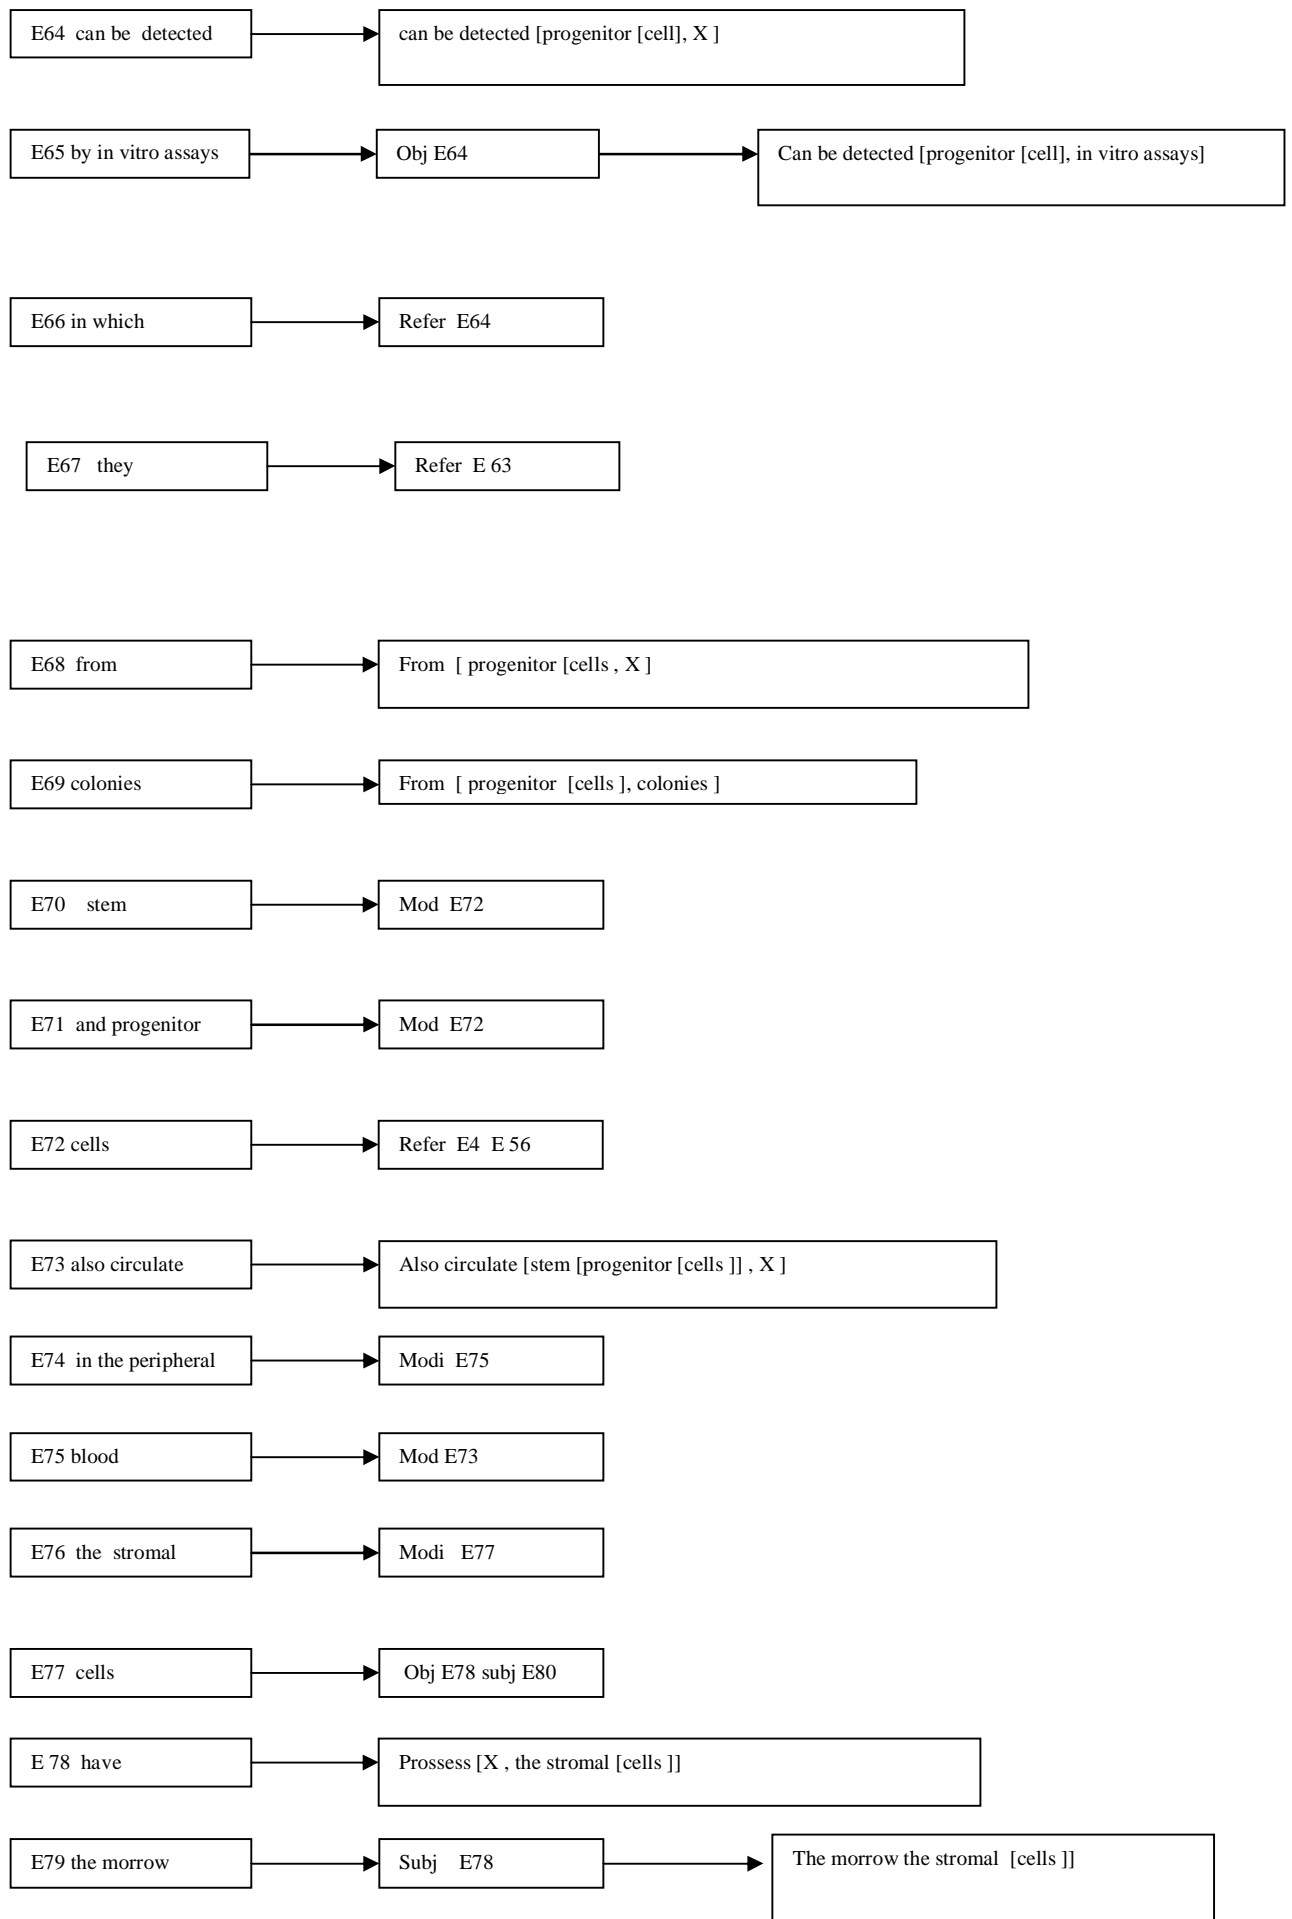 E64 can be detected
can be detected [progenitor [cell], X ]
E65 by in vitro assays
Obj E64
Can be detected [progenitor [cell], in vitro assays]
E66 in which
Refer E64
E67 they
Refer E 63
E68 from
From [ progenitor [cells , X ]
E69 colonies
From [ progenitor [cells ], colonies ]
E70 stem
Mod E72
E71 and progenitor
Mod E72
E72 cells
Refer E4 E 56
E73 also circulate
Also circulate [stem [progenitor [cells ]] , X ]
E74 in the peripheral
Modi E75
E75 blood
Mod E73
E76 the stromal
Modi E77
E77 cells
Obj E78 subj E80
E 78 have
Prossess [X , the stromal [cells ]]
E79 the morrow
Subj E78
The morrow the stromal [cells ]]